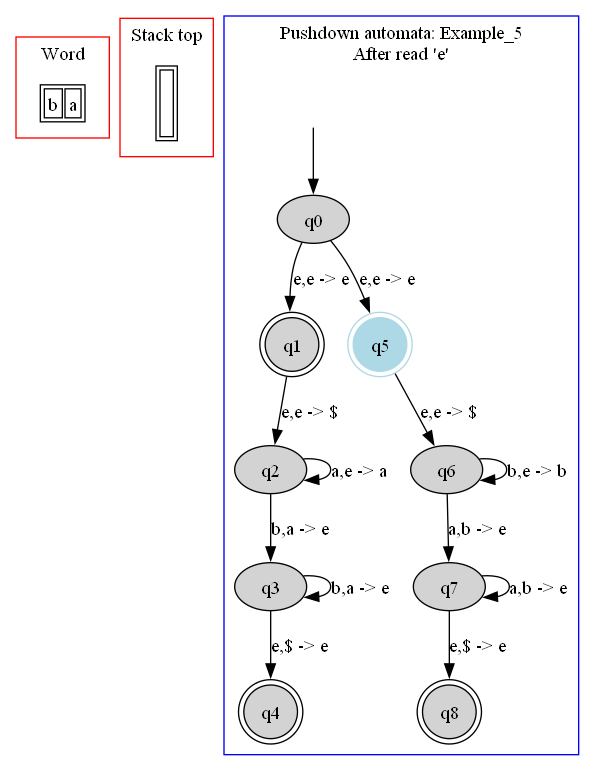 Word
b a
Stack top
Pushdown automata: Example_5
After read 'e'
q0
e,e -> e
e,e -> e
q1
q5
e,e -> $
e,e -> $
q2
a,e -> a
q6
b,e -> b
b,a -> e
a,b -> e
q3
b,a -> e
q7
a,b -> e
e,$ -> e
e,$ -> e
q4
q8